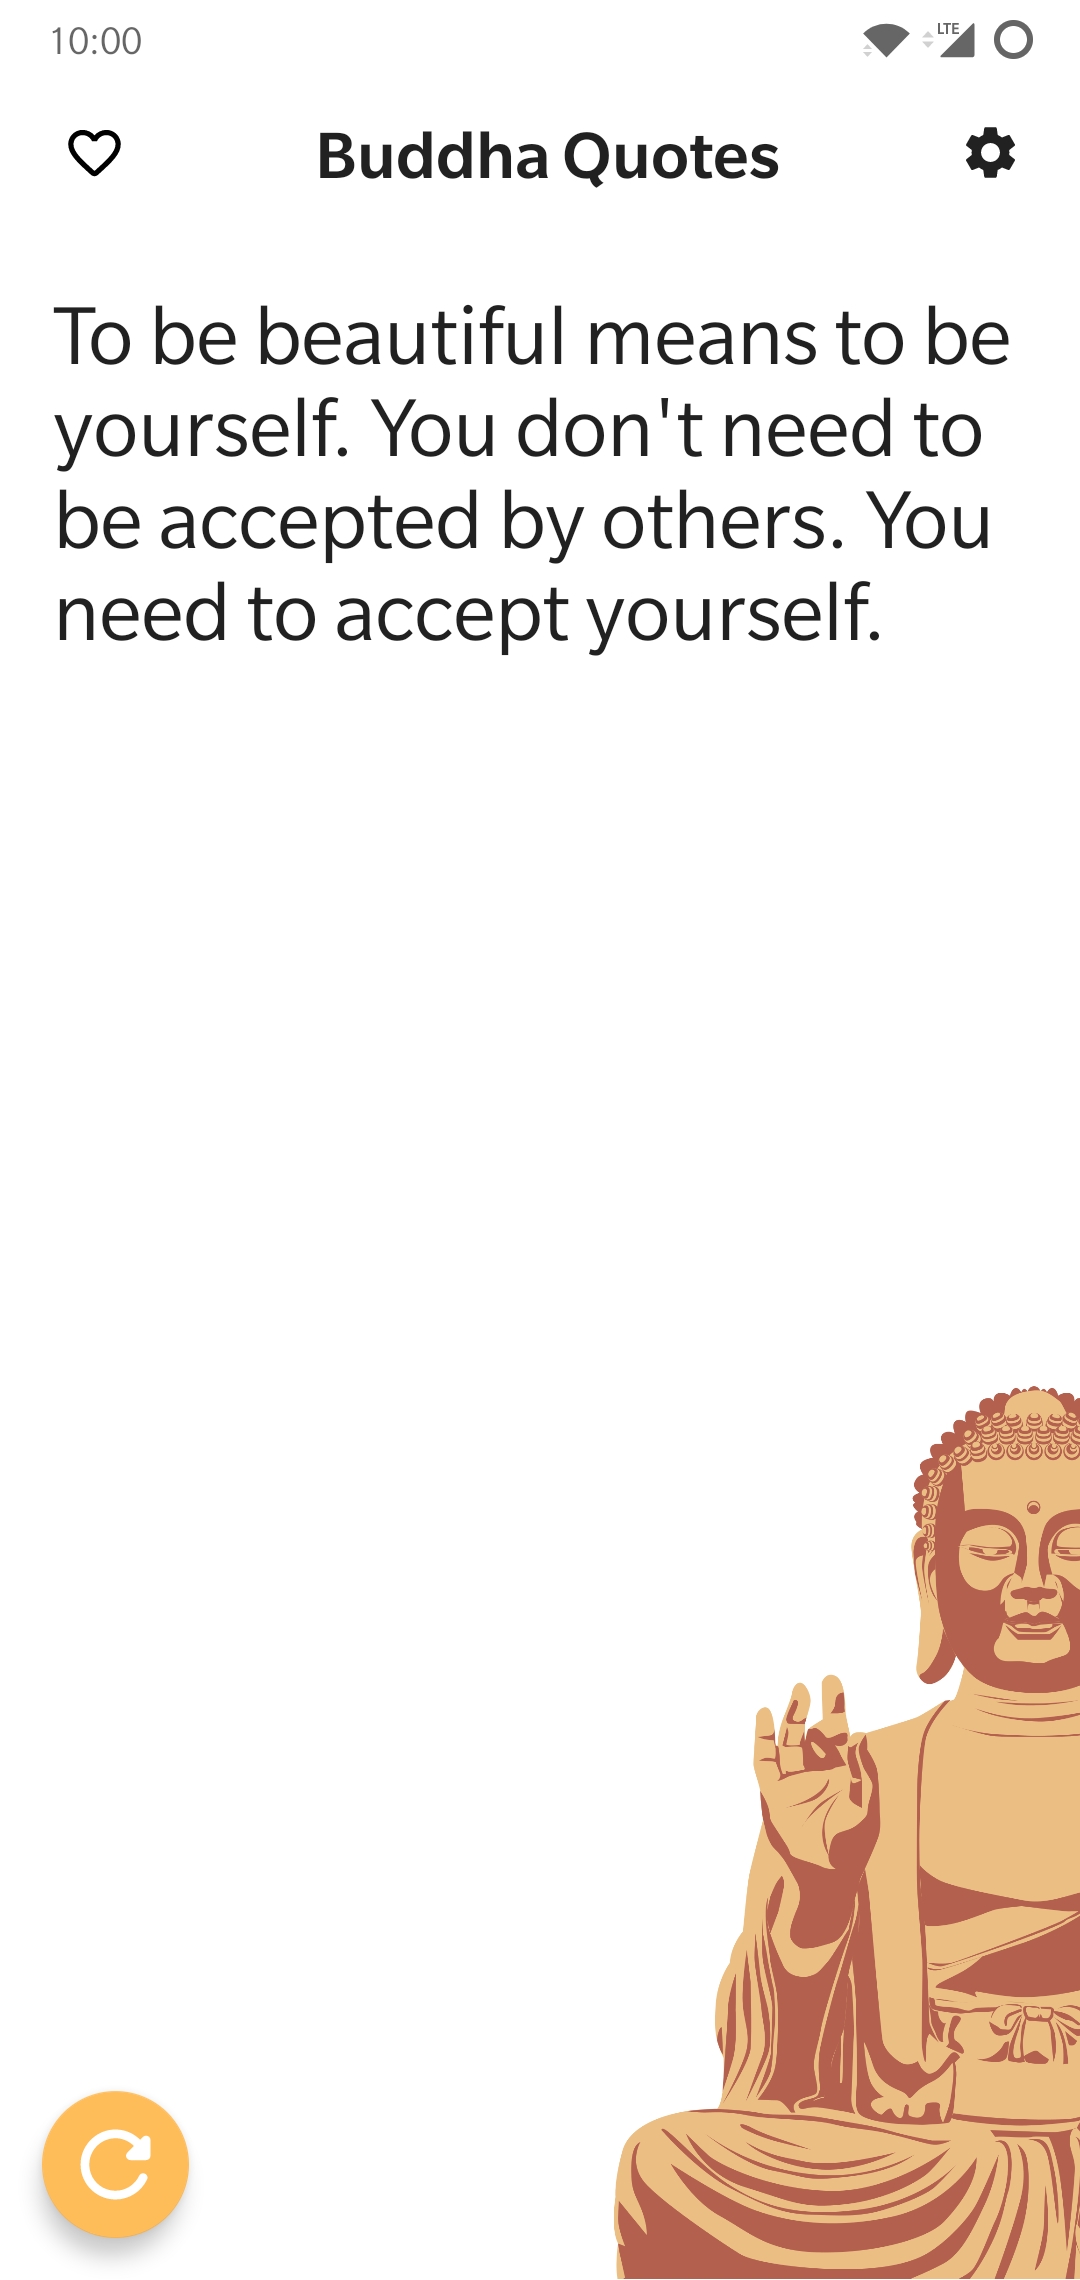 10:00
LTE
Buddha Quotes
To be beautiful means to be
yourself. You don't need to
be accepted by others. You
need to accept yourself.